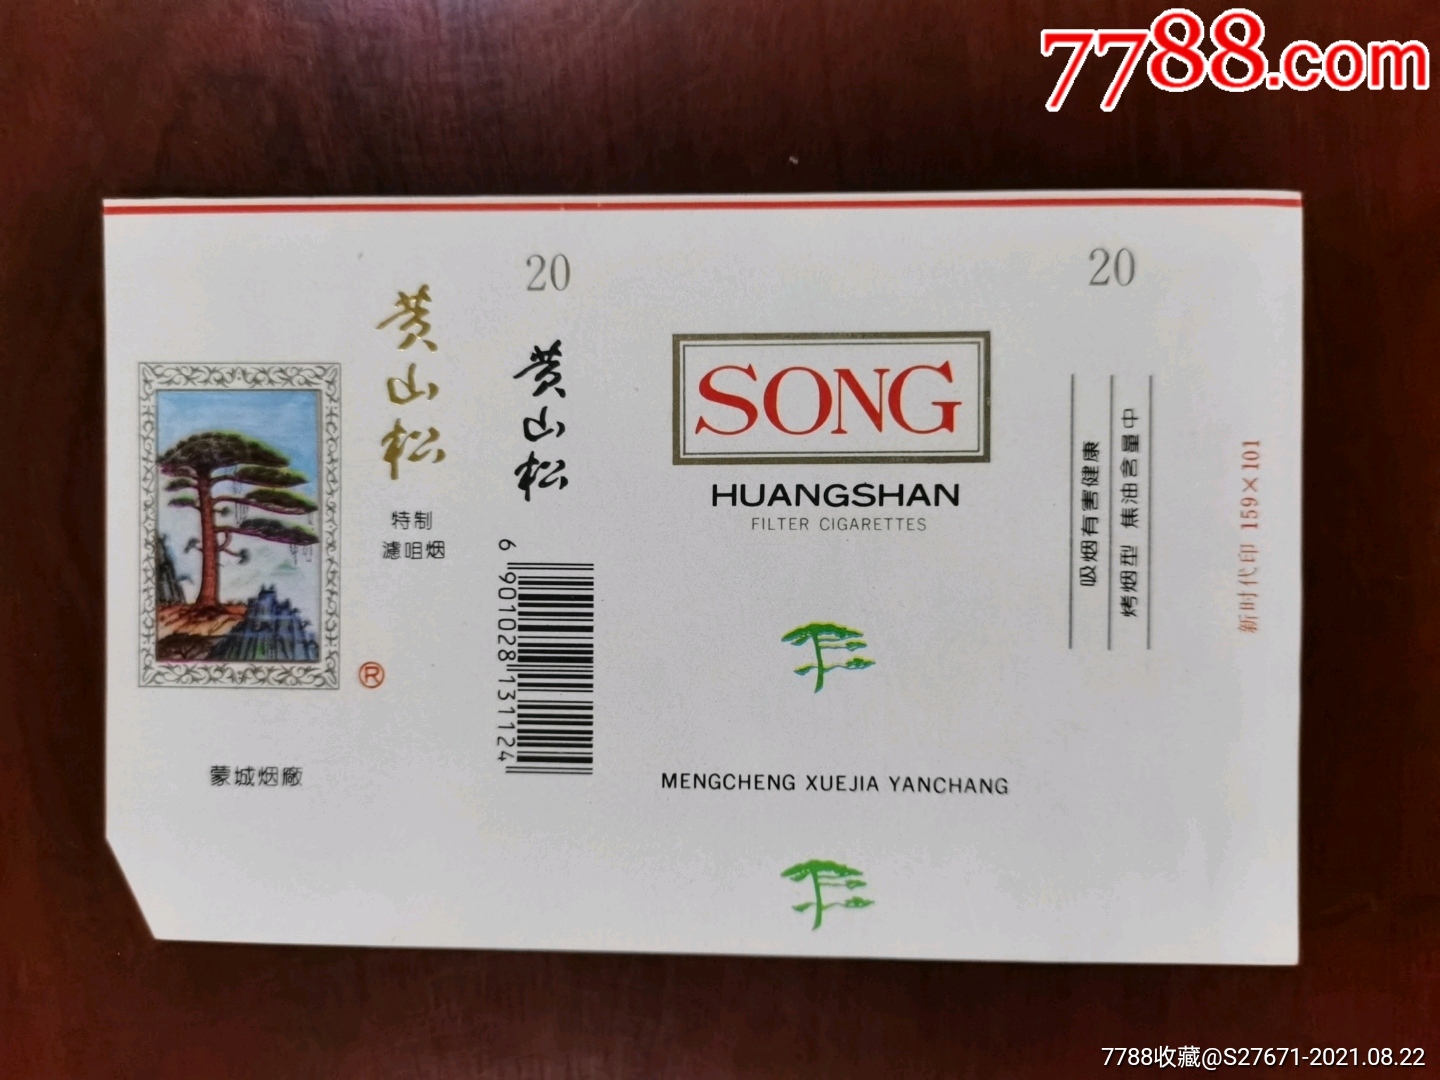 7788.com
20
20
黄山松
黄山松
特制
濾咀烟
R
蒙城烟廠
6 901028 131124
SONG
HUANGSHAN
FILTER CIGARETTES
MENGCHENG XUEJIA YANCHANG
吸烟有害健康
烤烟型 焦油含量中
新时代印 159×101
7788收藏@S27671-2021.08.22